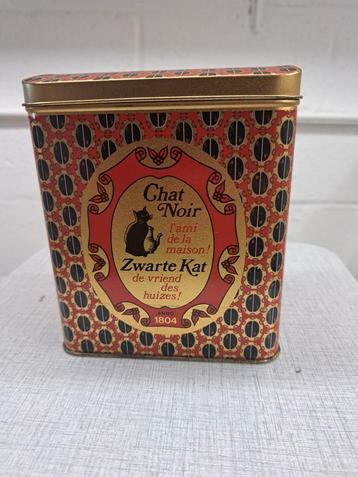 Chat
Noir
l'ami
de la
maison!
Zwarte Kat
de vriend
des
huizes!
ANNO
1804